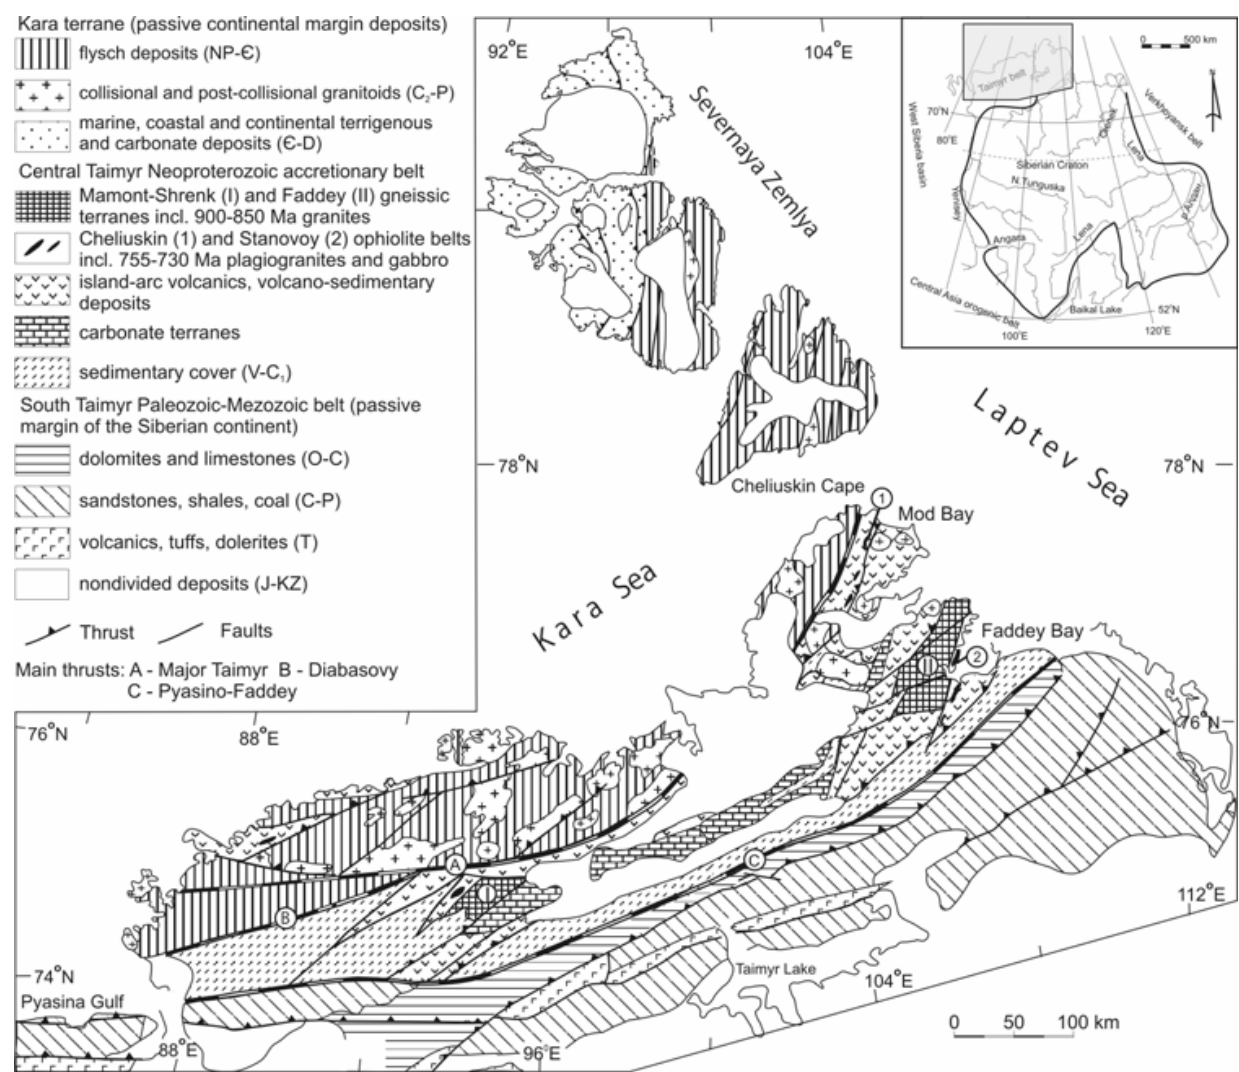 Kara terrane (passive continental margin deposits)
flysch deposits (NP-Є)
collisional and post-collisional granitoids (C₂-P)
marine, coastal and continental terrigenous
and carbonate deposits (Є-D)
Central Taimyr Neoproterozoic accretionary belt
Mamont-Shrenk (I) and Faddey (II) gneissic
terranes incl. 900-850 Ma granites
Cheliuskin (1) and Stanovoy (2) ophiolite belts
incl. 755-730 Ma plagiogranites and gabbro
island-arc volcanics, volcano-sedimentary
deposits
carbonate terranes
sedimentary cover (V-C₁)
South Taimyr Paleozoic-Mezozoic belt (passive
margin of the Siberian continent)
dolomites and limestones (O-C)
sandstones, shales, coal (C-P)
volcanics, tuffs, dolerites (T)
nondivided deposits (J-KZ)
Thrust
Faults
Main thrusts: A - Major Taimyr B - Diabasovy
C - Pyasino-Faddey
92°E
104°E
Severnaya Zemlya
0 500 km
N
Taimyr belt
70°N
80°E
West Siberia basin
Verkhoyansk belt
Olenek
Lena
Siberian Craton
N.Tunguska
Yenisey
Angara
Lena
Central Asia orogenic belt
Baikal Lake
52°N
100°E
120°E
Laptev Sea
78°N
78°N
Cheliuskin Cape
1
Mod Bay
Kara Sea
Faddey Bay
II
2
76°N
88°E
76°N
A
I
B
C
112°E
74°N
Taimyr Lake
104°E
Pyasina Gulf
88°E
96°E
0 50 100 km